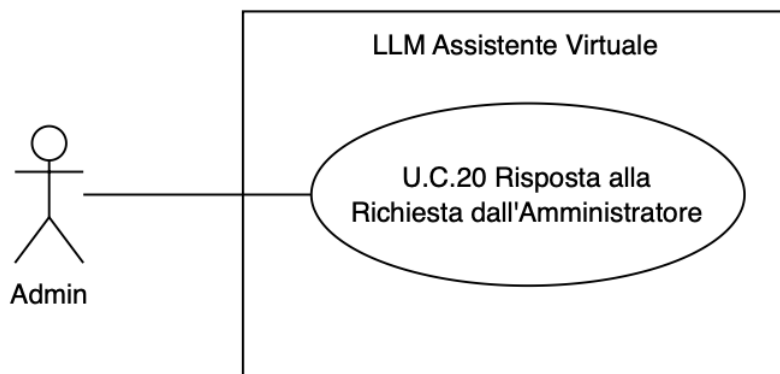 LLM Assistente Virtuale
U.C.20 Risposta alla
Richiesta dall'Amministratore
Admin